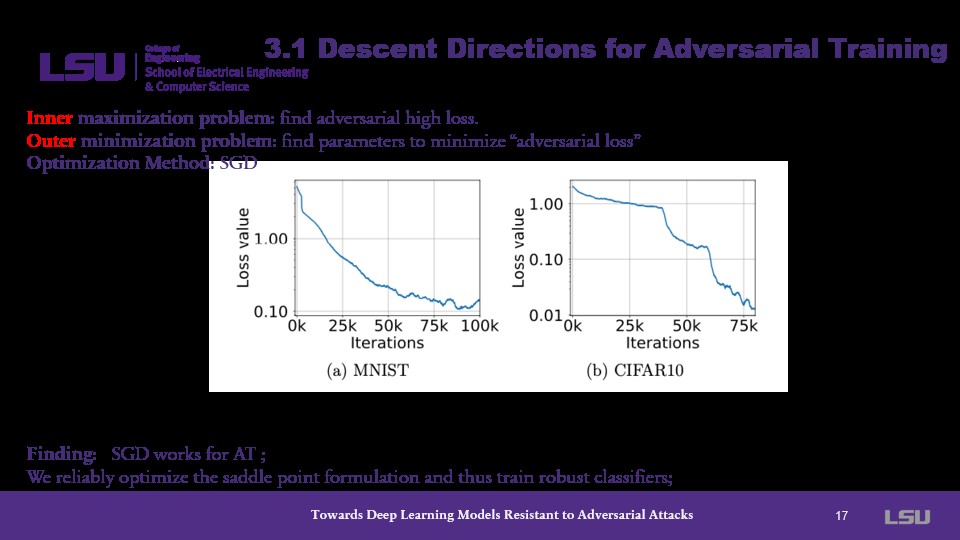 3.1 Descent Directions for Adversarial Training
LSU
College of
Engineering
School of Electrical Engineering
& Computer Science
Inner maximization problem: find adversarial high loss.
Outer minimization problem: find parameters to minimize “adversarial loss”
Optimization Method: SGD
Loss value
1.00
0.10
0k 25k 50k 75k 100k
Iterations
(a) MNIST
Loss value
1.00
0.10
0.01
0k 25k 50k 75k
Iterations
(b) CIFAR10
Finding: SGD works for AT ;
We reliably optimize the saddle point formulation and thus train robust classifiers;
Towards Deep Learning Models Resistant to Adversarial Attacks
17
LSU